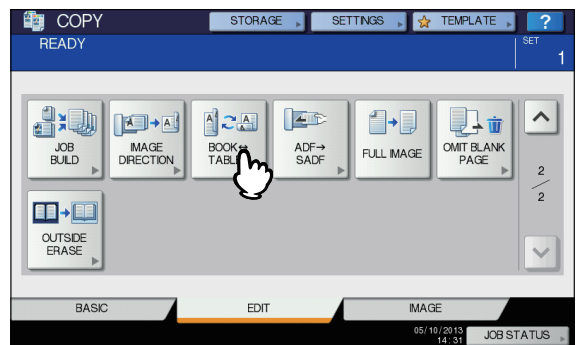 COPY
STORAGE
SETTINGS
TEMPLATE
?
READY
SET
1
JOB
BUILD
IMAGE
DIRECTION
BOOK↔
TABLE
ADF→
SADF
FULL IMAGE
OMIT BLANK
PAGE
2
2
OUTSIDE
ERASE
BASIC
EDIT
IMAGE
05/10/2013
14:31
JOB STATUS